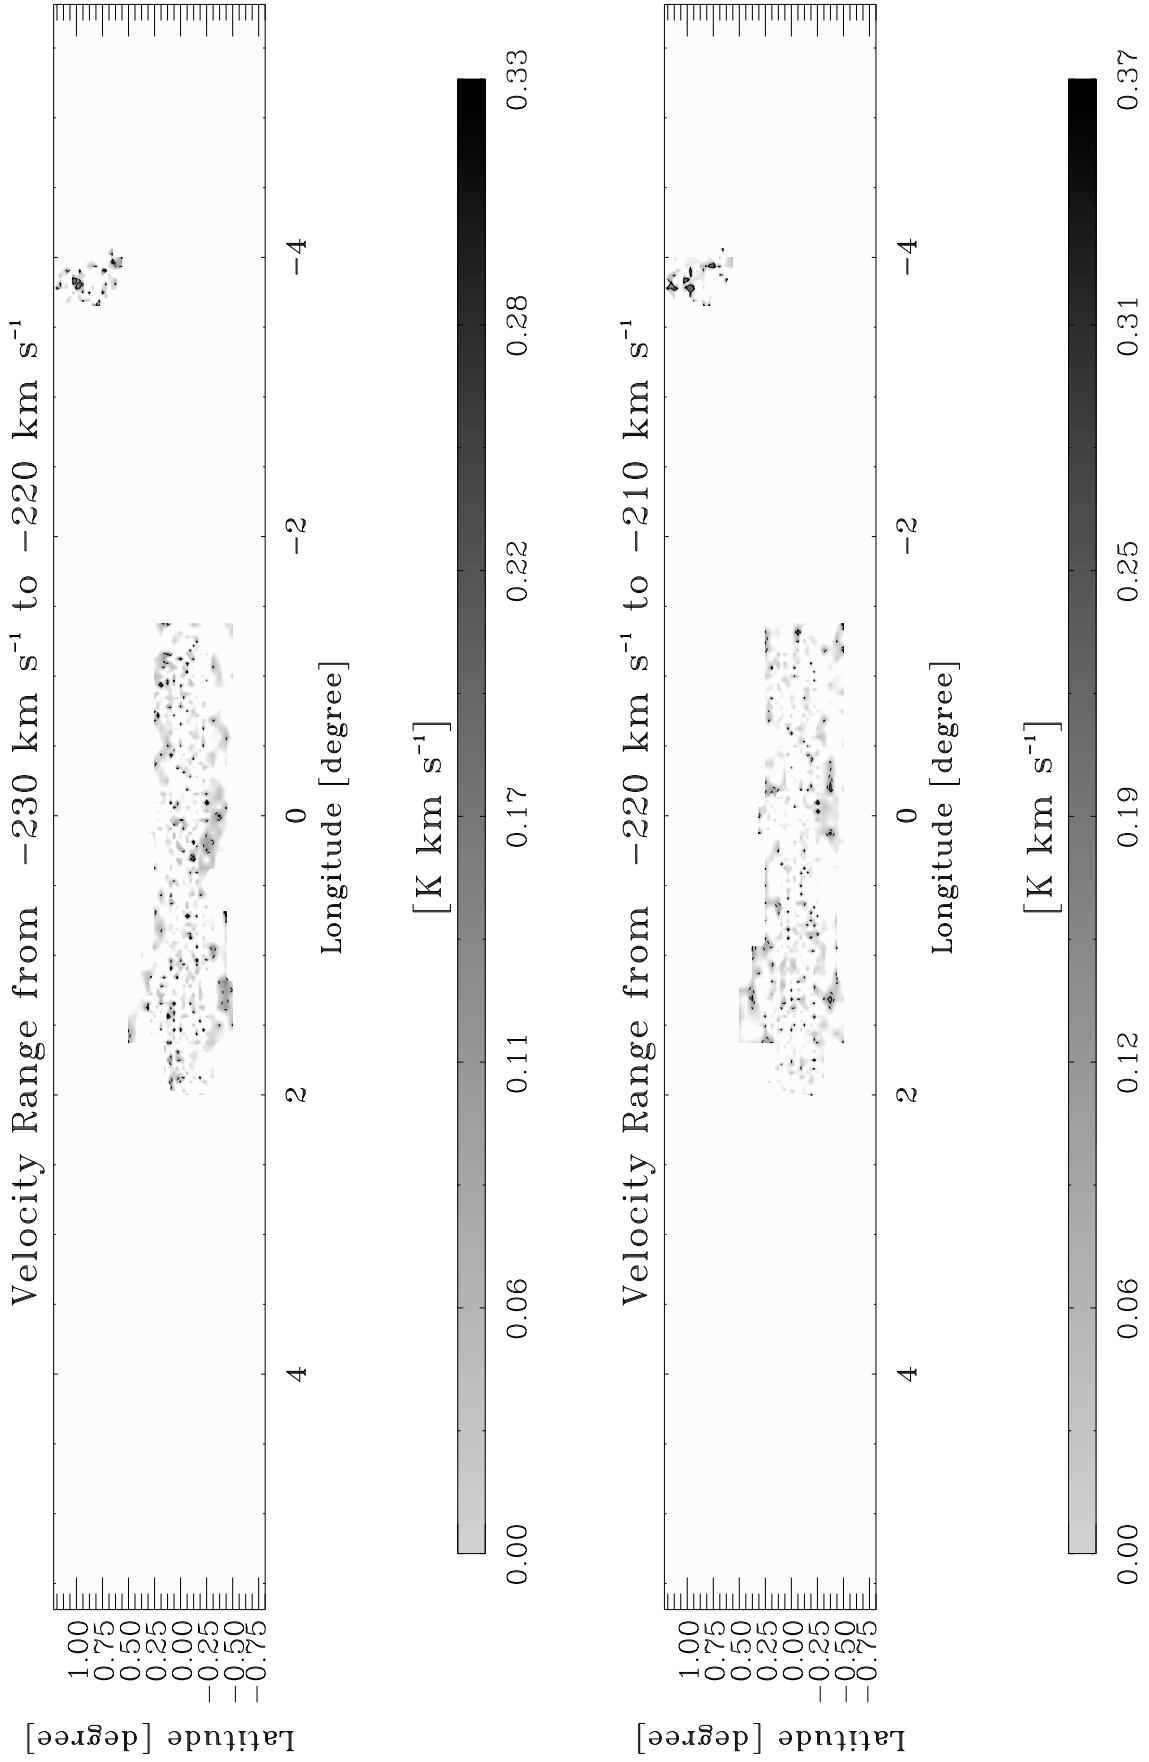 Velocity Range from −230 km s⁻¹ to −220 km s⁻¹
Latitude [degree]
1.00
0.75
0.50
0.25
0.00
−0.25
−0.50
−0.75
4 2 0 −2 −4
Longitude [degree]
[K km s⁻¹]
0.00 0.06 0.11 0.17 0.22 0.28 0.33
Velocity Range from −220 km s⁻¹ to −210 km s⁻¹
Latitude [degree]
1.00
0.75
0.50
0.25
0.00
−0.25
−0.50
−0.75
4 2 0 −2 −4
Longitude [degree]
[K km s⁻¹]
0.00 0.06 0.12 0.19 0.25 0.31 0.37